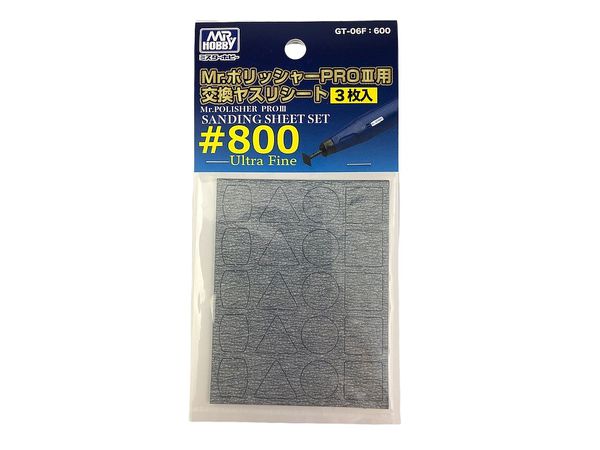 MR.
HOBBY
ミスターホビー
GT-06F : 600
Mr.ポリッシャーPROⅢ用
交換ヤスリシート 3枚入
Mr.POLISHER PROⅢ
SANDING SHEET SET
#800
Ultra Fine